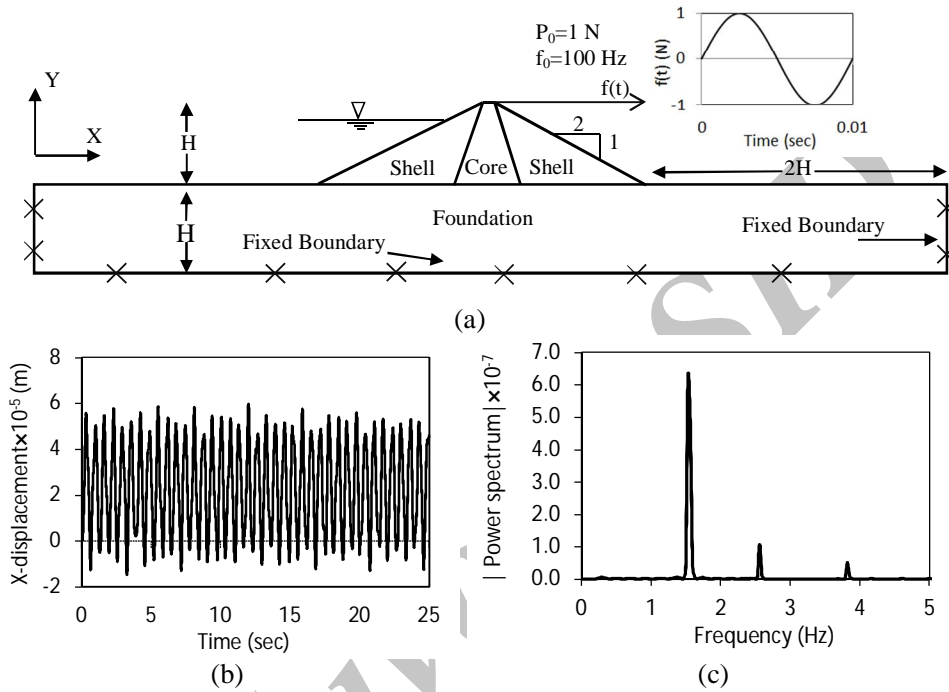 P₀=1 N
f₀=100 Hz
f(t)
f(t) (N)
1
0
-1
0 0.01
Time (sec)
Y
X
H
2
1
Shell Core Shell
2H
H
Foundation
Fixed Boundary
Fixed Boundary
(a)
X-displacement×10⁻⁵ (m)
8
6
4
2
0
-2
0 5 10 15 20 25
Time (sec)
(b)
| Power spectrum | ×10⁻⁷
7.0
6.0
5.0
4.0
3.0
2.0
1.0
0.0
0 1 2 3 4 5
Frequency (Hz)
(c)